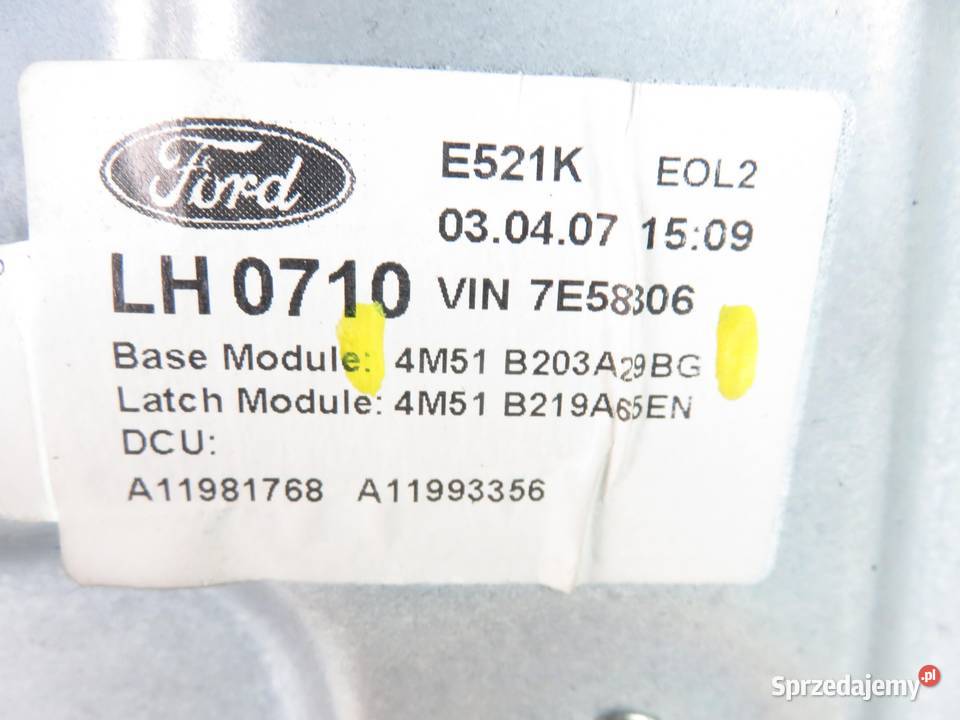 Ford
E521K EOL2
03.04.07 15:09
LH 0710 VIN 7E58306
Base Module: 4M51 B203A29BG
Latch Module: 4M51 B219A65EN
DCU:
A11981768 A11993356
Sprzedajemy.pl